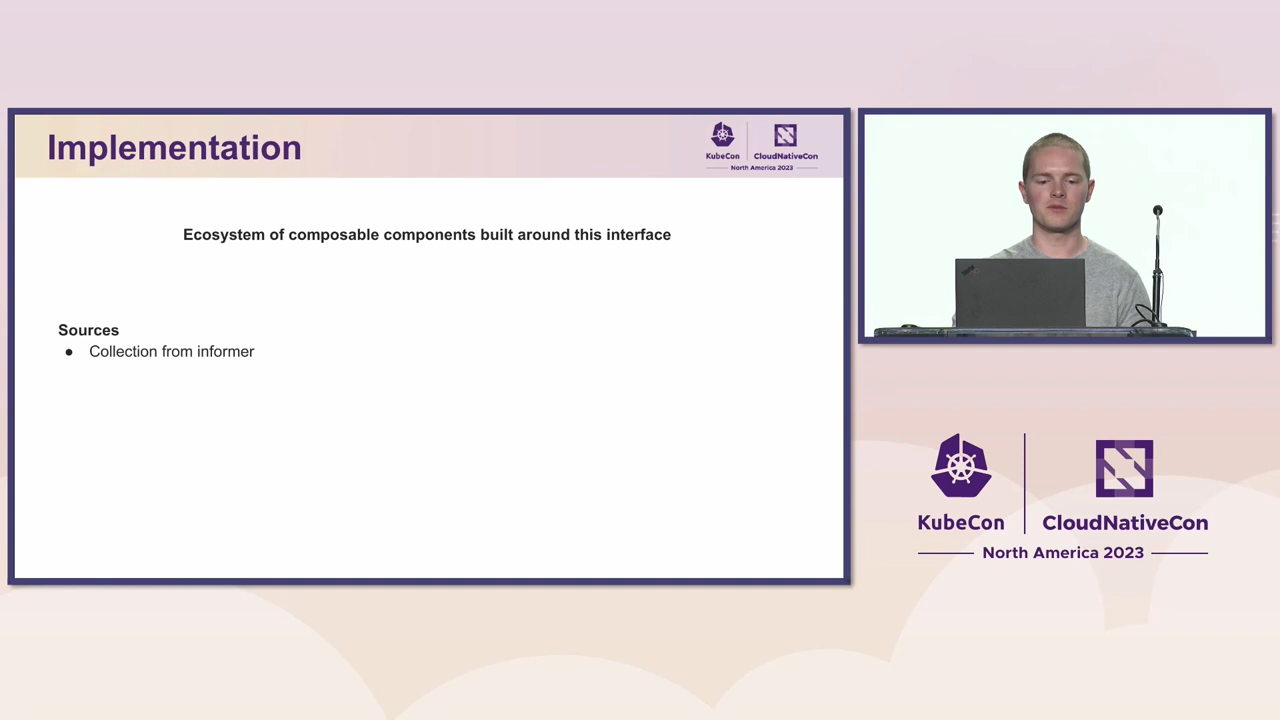 Implementation
KubeCon
CloudNativeCon
North America 2023
Ecosystem of composable components built around this interface
Sources
● Collection from informer
KubeCon
CloudNativeCon
North America 2023